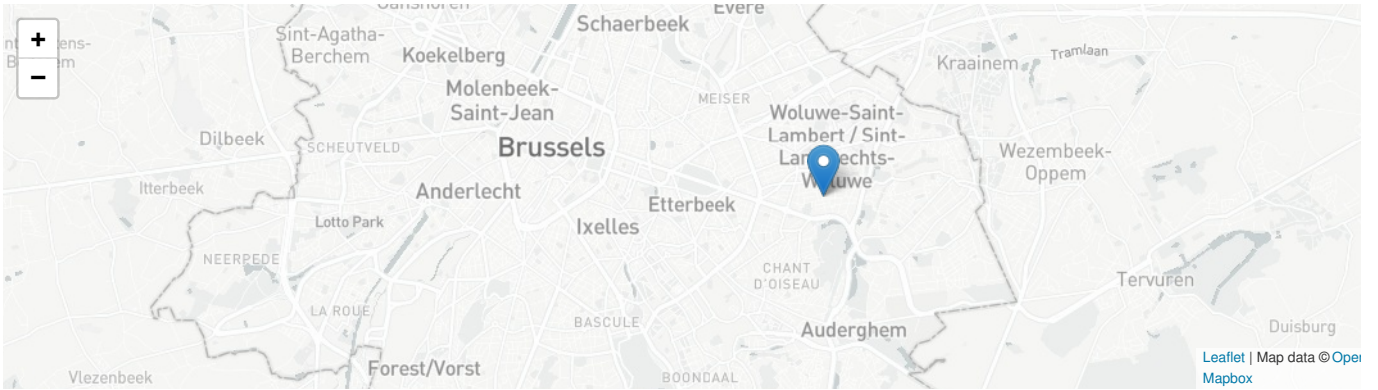 +
−
Evere
Schaerbeek
Sint-Agatha-
Berchem
Koekelberg
Tramlaan
Kraainem
Molenbeek-
Saint-Jean
MEISER
Woluwe-Saint-
Lambert / Sint-
Dilbeek
SCHEUTVELD
Brussels
Wezembeek-
Oppem
Itterbeek
Anderlecht
Etterbeek
Lotto Park
Ixelles
NEERPEDE
CHANT
D'OISEAU
Tervuren
LA ROUE
BASCULE
Auderghem
Duisburg
Forest/Vorst
Vlezenbeek
BOONDAAL
Leaflet | Map data ©
Mapbox